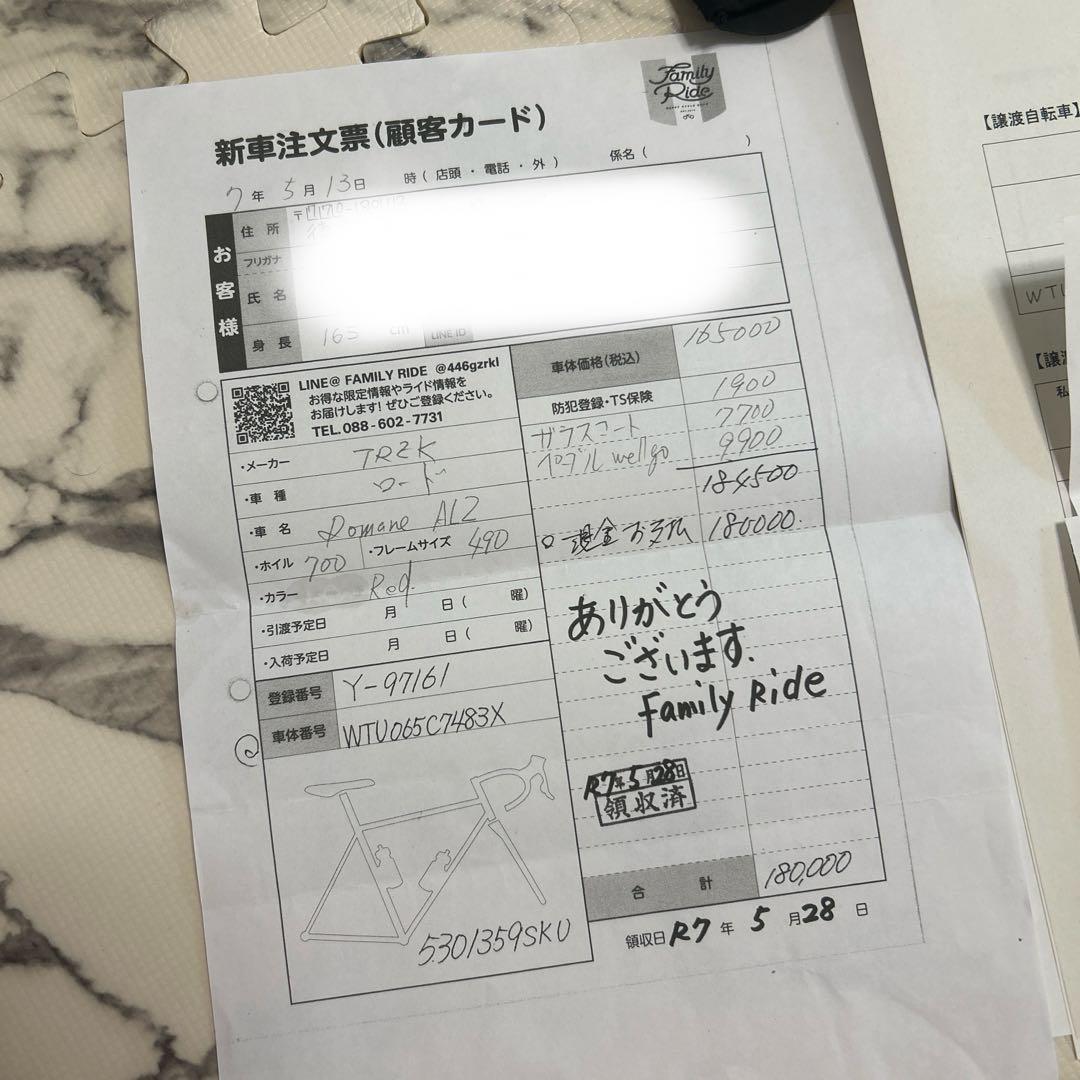 Family
Ride
新車注文票(顧客カード)
7年 5月 13日 時(店頭・電話・外) 係名( )
お客様
住所 〒
フリガナ
氏名
身長 165 cm LINE ID
LINE@ FAMILY RIDE @446gzrkl
お得な限定情報やライド情報を
お届けします!ぜひご登録ください。
TEL.088-602-7731
・メーカー TREK
・車種 ロード
・車名 Domane AL2
・ホイル 700 ・フレームサイズ 490
・カラー Red
・引渡予定日 月 日( 曜)
・入荷予定日 月 日( 曜)
登録番号 Y-97161
車体番号 WTU065C7483X
5301359SKU
車体価格(税込) 165000
防犯登録・TS保険 1900
ガラスコート 7700
ペダル wellgo 9900
184500
現金お支払 180000
ありがとう
ございます.
Family Ride
R7年5月28日
領収済
合計 180,000
領収日 R7年 5月28日
【譲渡自転車】
WTU